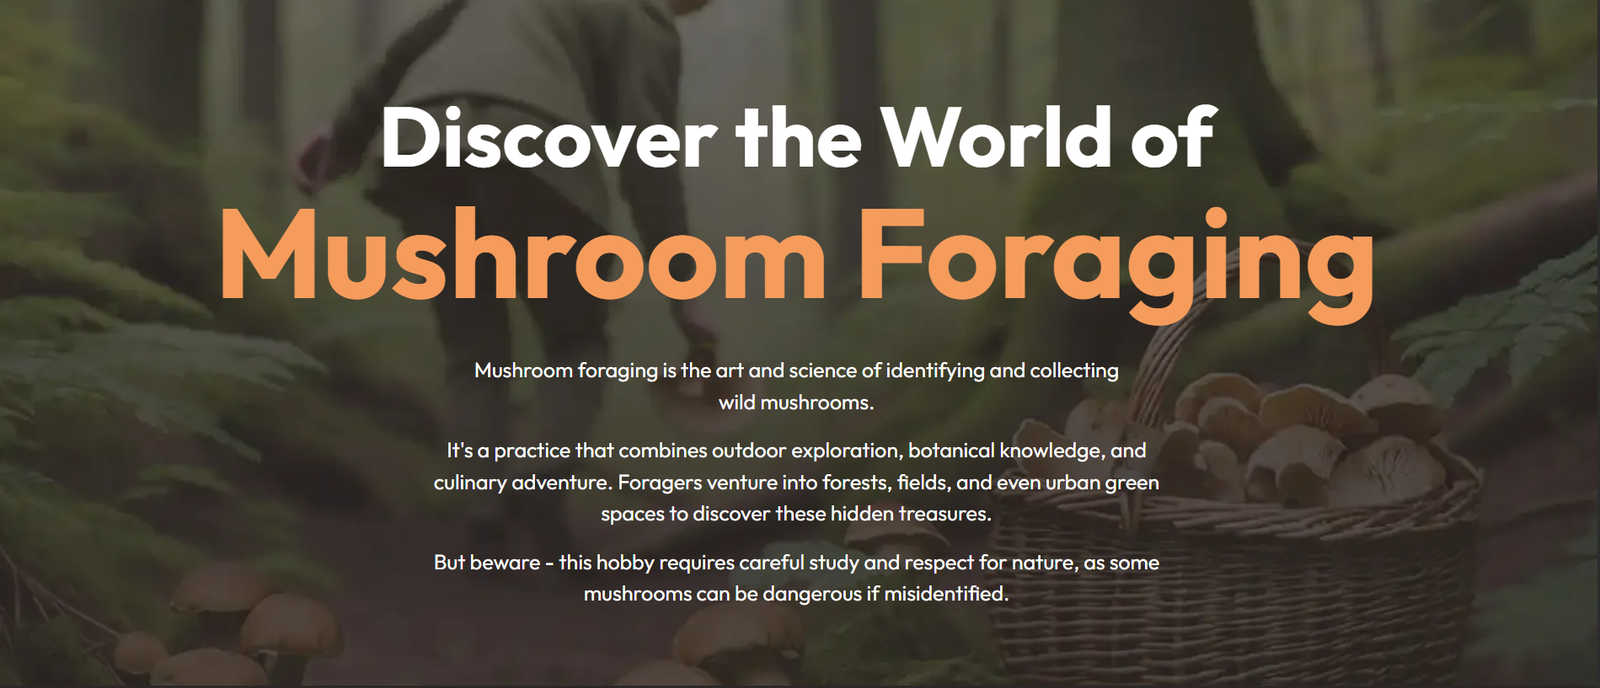 Discover the World of
Mushroom Foraging
Mushroom foraging is the art and science of identifying and collecting
wild mushrooms.
It's a practice that combines outdoor exploration, botanical knowledge, and
culinary adventure. Foragers venture into forests, fields, and even urban green
spaces to discover these hidden treasures.
But beware - this hobby requires careful study and respect for nature, as some
mushrooms can be dangerous if misidentified.